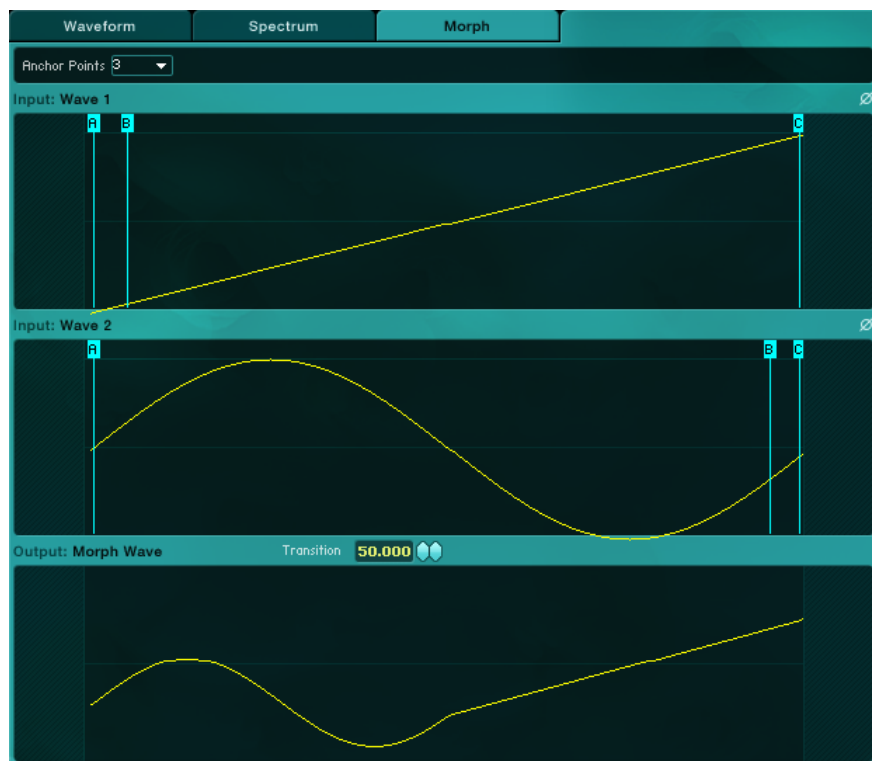 Waveform Spectrum Morph
Anchor Points 3
Input: Wave 1 Ø
A B C
Input: Wave 2 Ø
A B C
Output: Morph Wave Transition 50.000